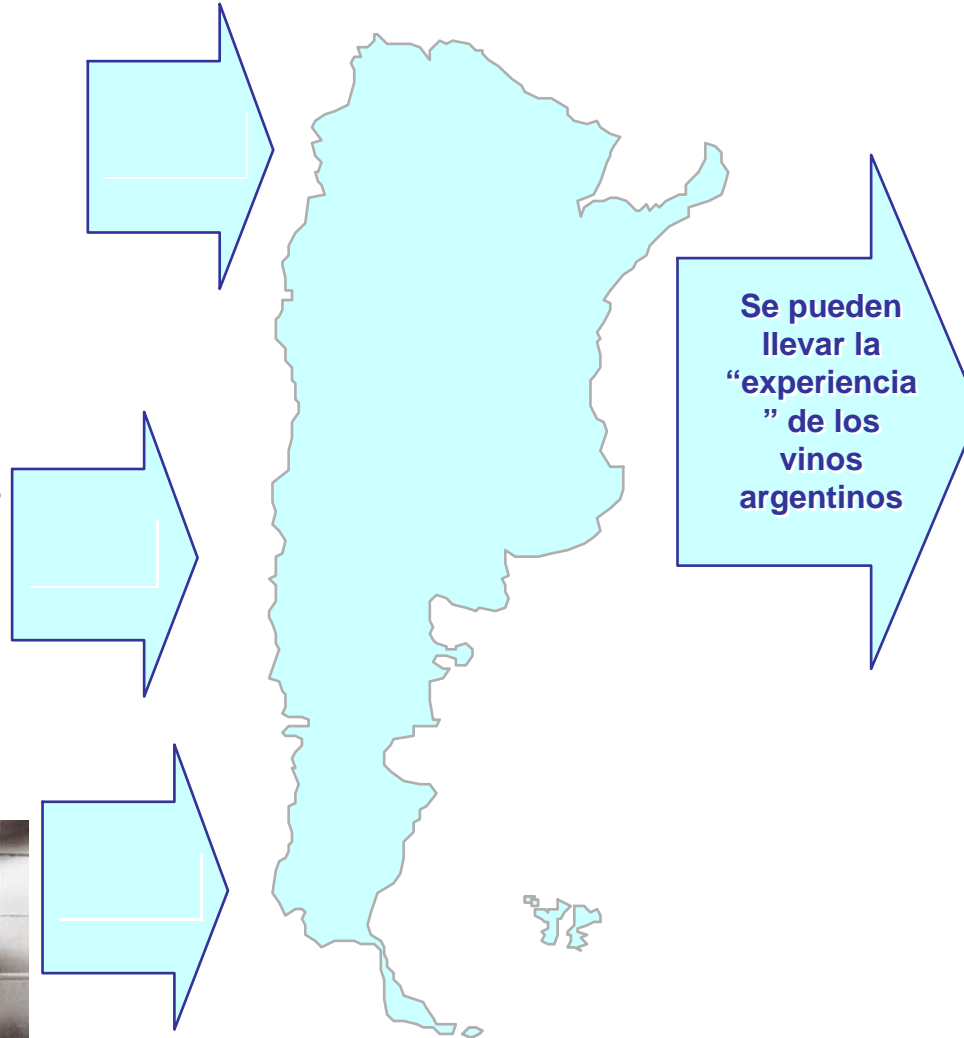 Se pueden
llevar la
“experiencia
” de los
vinos
argentinos